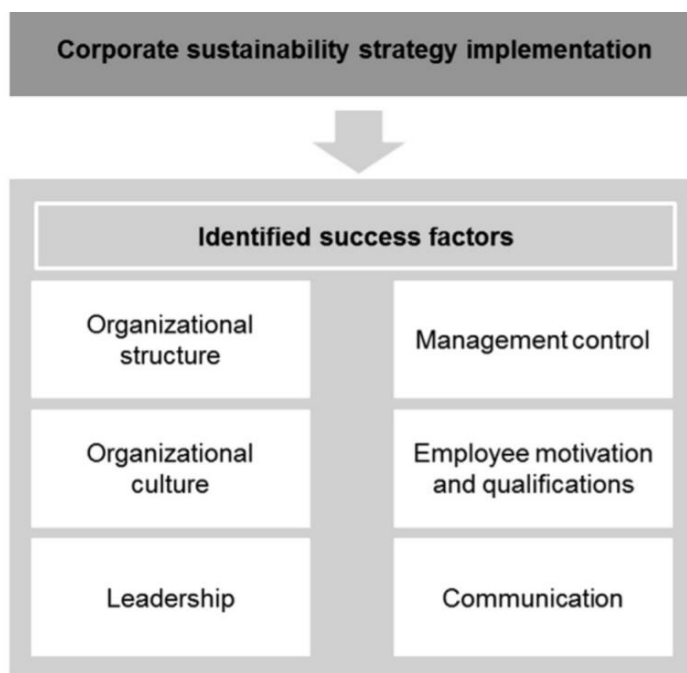 Corporate sustainability strategy implementation
Identified success factors
Organizational
structure
Management control
Organizational
culture
Employee motivation
and qualifications
Leadership
Communication